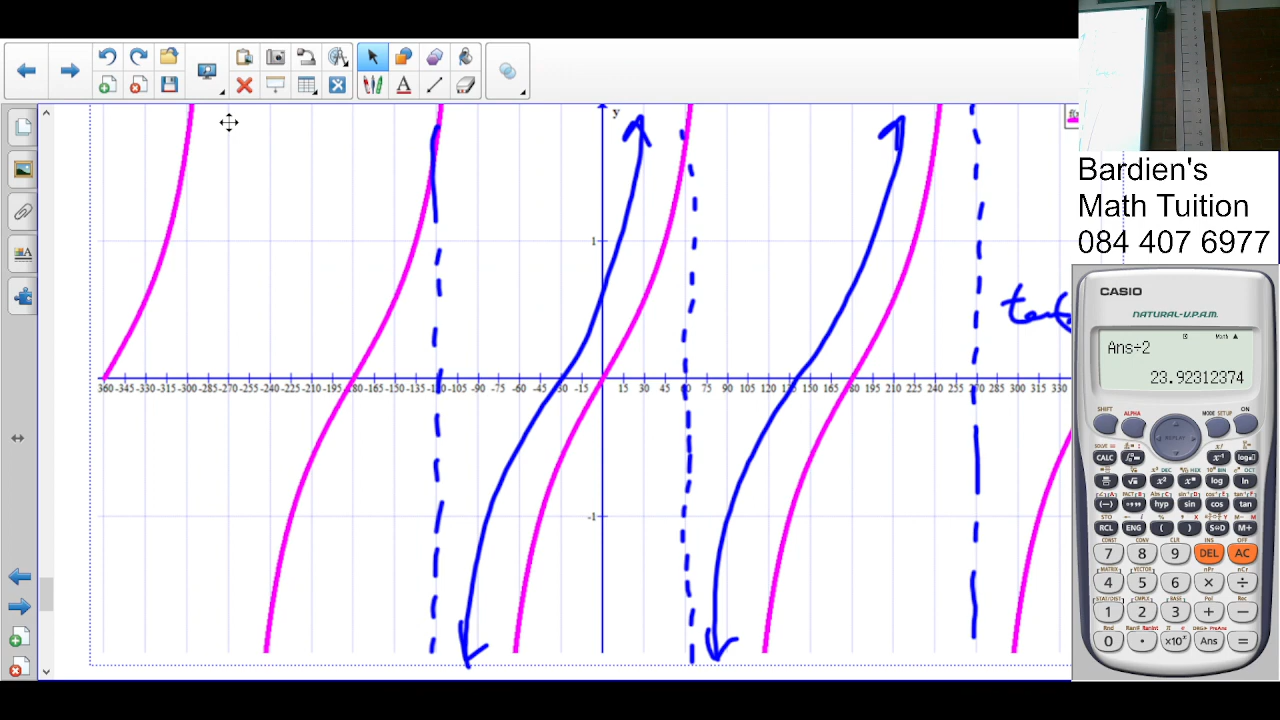 y
Bardien's
Math Tuition
084 407 6977
1
CASIO
NATURAL-V.P.A.M.
Math
Ans÷2
23.92312374
-360 -345 -330 -315 -300 -285 -270 -255 -240 -225 -210 -195 -180 -165 -150 -135 -120 -105 -90 -75 -60 -45 -30 -15 15 30 45 60 75 90 105 120 135 150 165 180 195 210 225 240 255 270 285 300 315 330
-1
SHIFT ALPHA REPLAY MODE SETUP ON
CALC log
log ln
hyp sin cos tan
RCL ENG ( ) S⇔D M+
7 8 9 DEL AC
4 5 6 × ÷
1 2 3 + −
0 . ×10ˣ Ans =